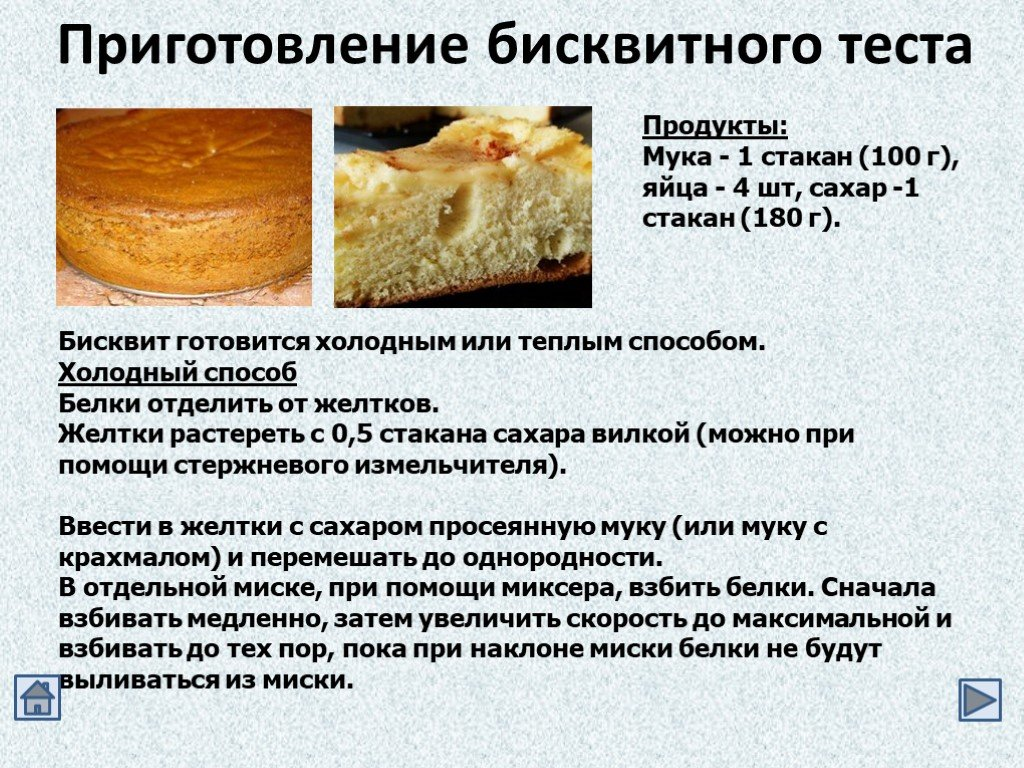 Приготовление бисквитного теста
Продукты:
Мука - 1 стакан (100 г),
яйца - 4 шт, сахар -1
стакан (180 г).
Бисквит готовится холодным или теплым способом.
Холодный способ
Белки отделить от желтков.
Желтки растереть с 0,5 стакана сахара вилкой (можно при
помощи стержневого измельчителя).
Ввести в желтки с сахаром просеянную муку (или муку с
крахмалом) и перемешать до однородности.
В отдельной миске, при помощи миксера, взбить белки. Сначала
взбивать медленно, затем увеличить скорость до максимальной и
взбивать до тех пор, пока при наклоне миски белки не будут
выливаться из миски.